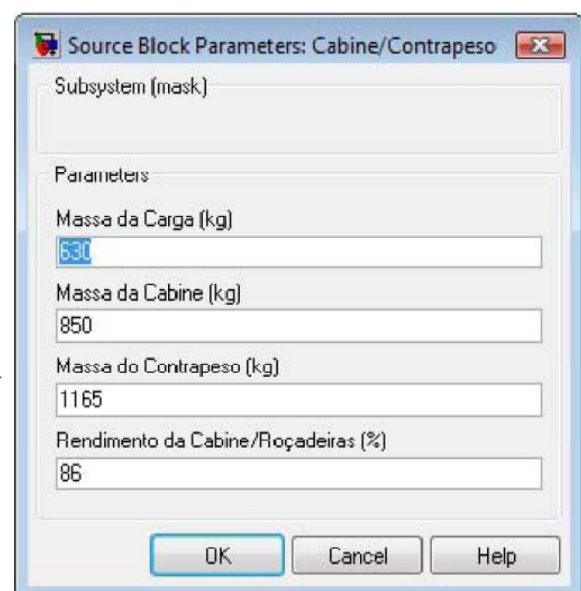 Source Block Parameters: Cabine/Contrapeso
Subsystem (mask)
Parameters
Massa da Carga (kg)
630
Massa da Cabine (kg)
850
Massa do Contrapeso (kg)
1165
Rendimento da Cabine/Roçadeiras (%)
86
OK Cancel Help